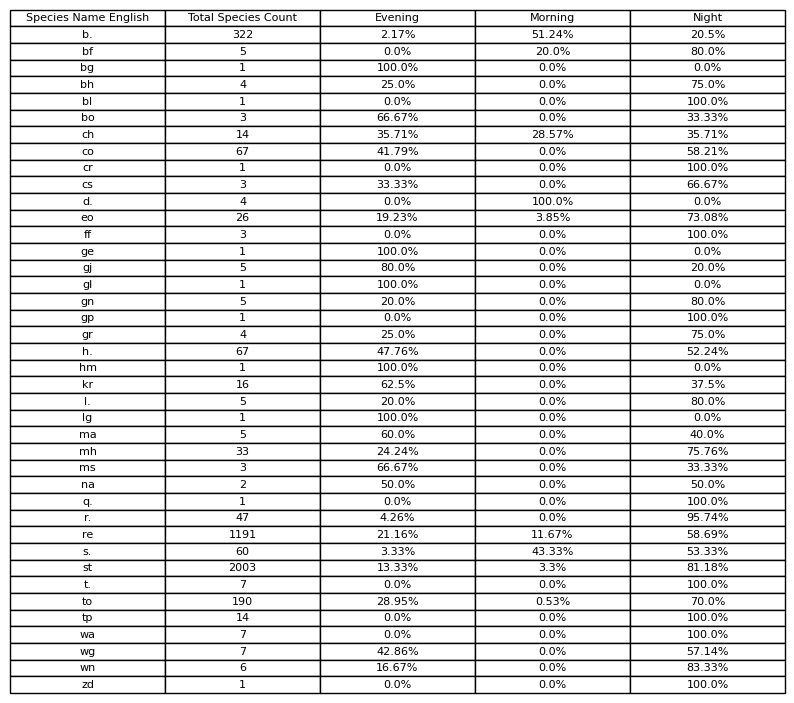 Species Name English Total Species Count Evening Morning Night
b. 322 2.17% 51.24% 20.5%
bf 5 0.0% 20.0% 80.0%
bg 1 100.0% 0.0% 0.0%
bh 4 25.0% 0.0% 75.0%
bl 1 0.0% 0.0% 100.0%
bo 3 66.67% 0.0% 33.33%
ch 14 35.71% 28.57% 35.71%
co 67 41.79% 0.0% 58.21%
cr 1 0.0% 0.0% 100.0%
cs 3 33.33% 0.0% 66.67%
d. 4 0.0% 100.0% 0.0%
eo 26 19.23% 3.85% 73.08%
ff 3 0.0% 0.0% 100.0%
ge 1 100.0% 0.0% 0.0%
gj 5 80.0% 0.0% 20.0%
gl 1 100.0% 0.0% 0.0%
gn 5 20.0% 0.0% 80.0%
gp 1 0.0% 0.0% 100.0%
gr 4 25.0% 0.0% 75.0%
h. 67 47.76% 0.0% 52.24%
hm 1 100.0% 0.0% 0.0%
kr 16 62.5% 0.0% 37.5%
l. 5 20.0% 0.0% 80.0%
lg 1 100.0% 0.0% 0.0%
ma 5 60.0% 0.0% 40.0%
mh 33 24.24% 0.0% 75.76%
ms 3 66.67% 0.0% 33.33%
na 2 50.0% 0.0% 50.0%
q. 1 0.0% 0.0% 100.0%
r. 47 4.26% 0.0% 95.74%
re 1191 21.16% 11.67% 58.69%
s. 60 3.33% 43.33% 53.33%
st 2003 13.33% 3.3% 81.18%
t. 7 0.0% 0.0% 100.0%
to 190 28.95% 0.53% 70.0%
tp 14 0.0% 0.0% 100.0%
wa 7 0.0% 0.0% 100.0%
wg 7 42.86% 0.0% 57.14%
wn 6 16.67% 0.0% 83.33%
zd 1 0.0% 0.0% 100.0%